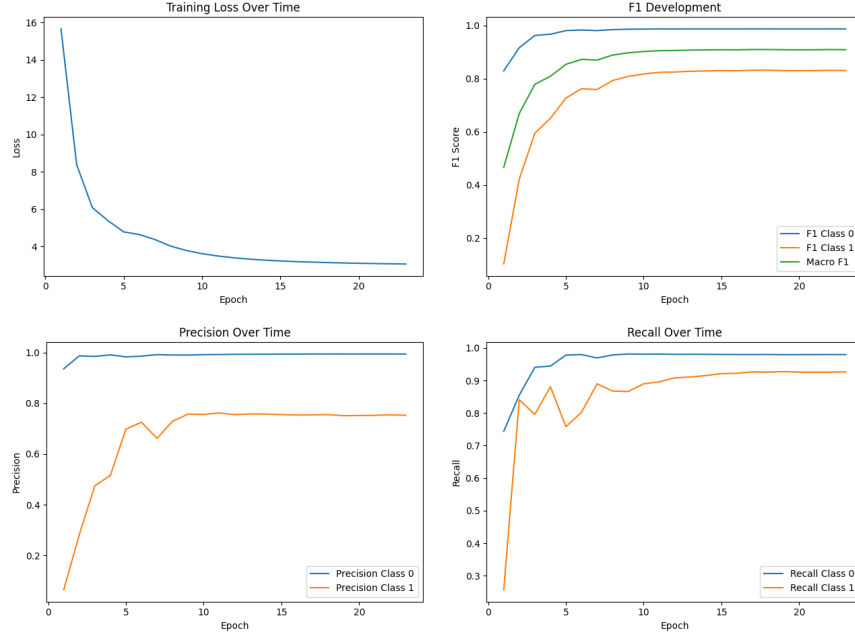 Training Loss Over Time
16
14
12
10
8
6
4
Loss
0
5
10
15
20
Epoch
F1 Development
1.0
0.8
0.6
0.4
0.2
F1 Score
F1 Class 0
F1 Class 1
Macro F1
0
5
10
15
20
Epoch
Precision Over Time
1.0
0.8
0.6
0.4
0.2
Precision
Precision Class 0
Precision Class 1
0
5
10
15
20
Epoch
Recall Over Time
1.0
0.9
0.8
0.7
0.6
0.5
0.4
0.3
Recall
Recall Class 0
Recall Class 1
0
5
10
15
20
Epoch